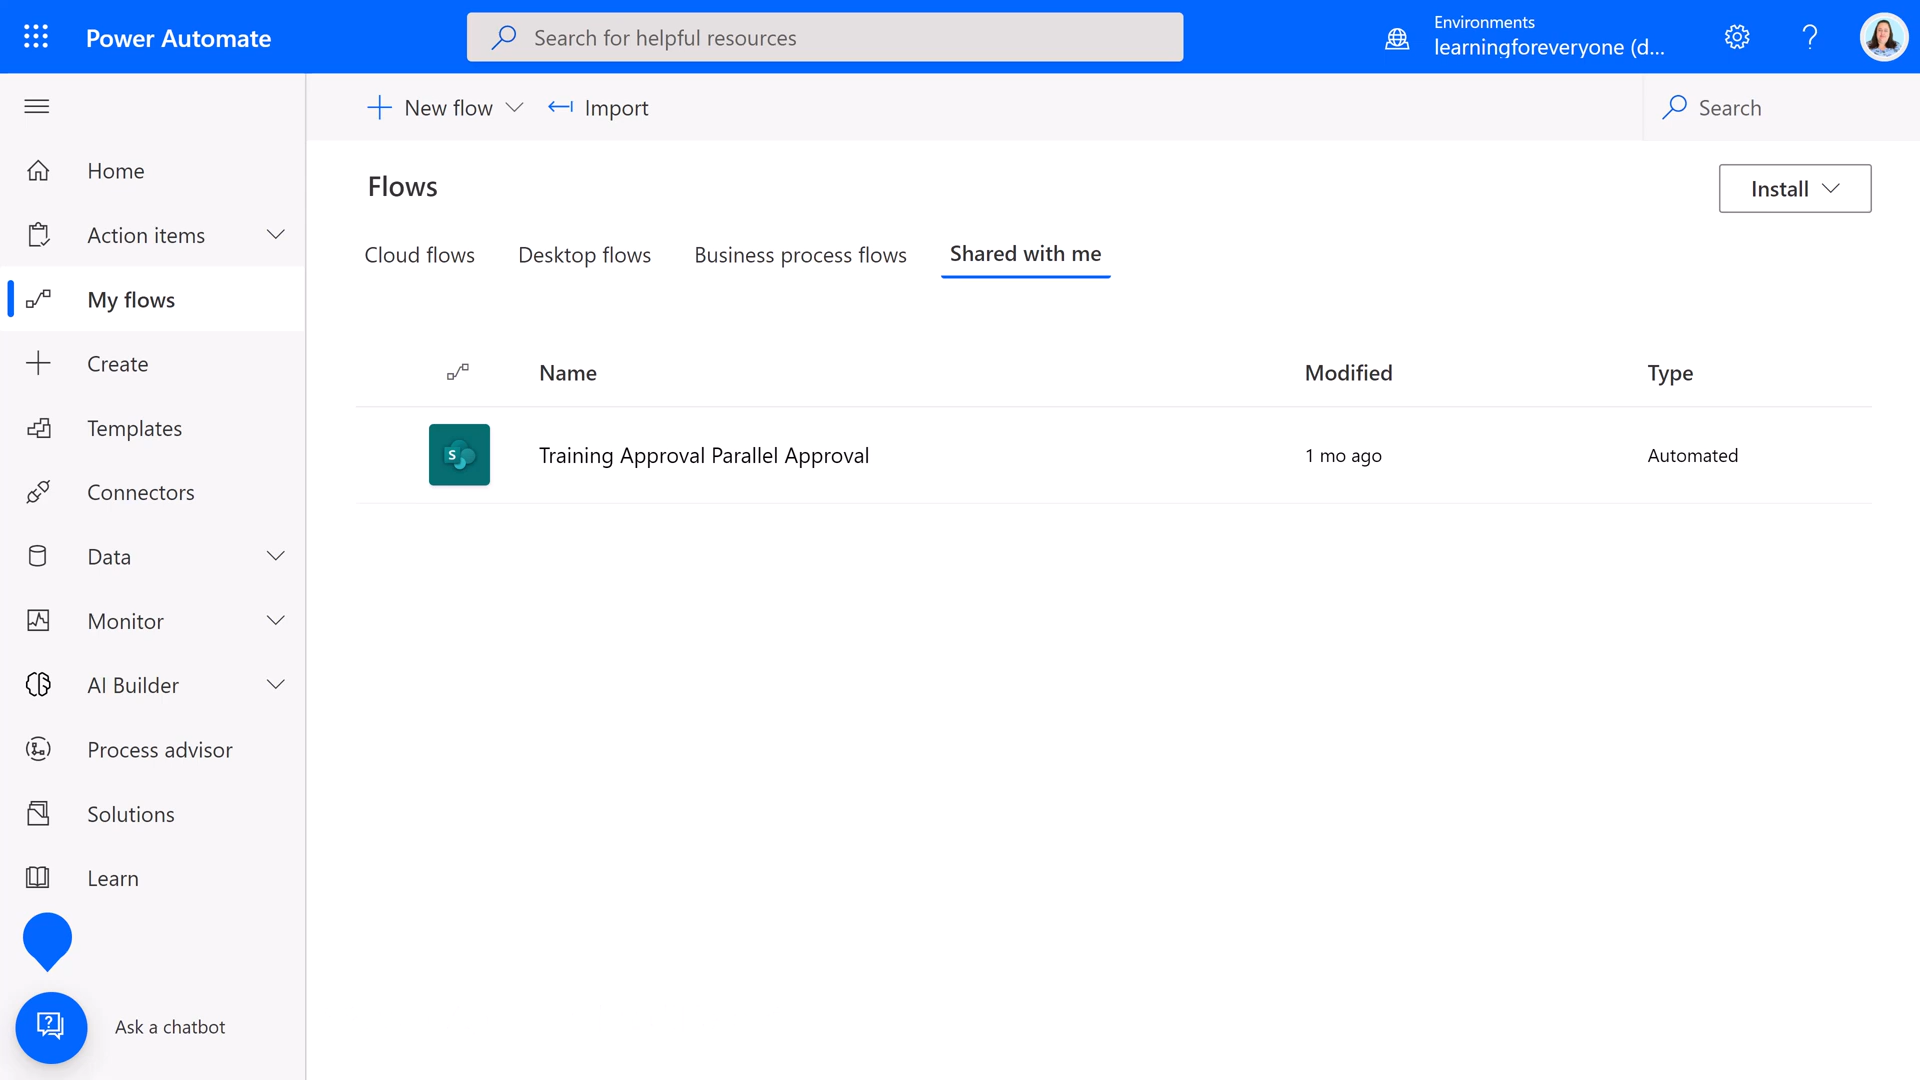 Power Automate
Search for helpful resources
Environments
learningforeveryone (d...
New flow
Import
Search
Home
Action items
My flows
Create
Templates
Connectors
Data
Monitor
AI Builder
Process advisor
Solutions
Learn
Ask a chatbot
Flows
Install
Cloud flows
Desktop flows
Business process flows
Shared with me
Name
Modified
Type
S
Training Approval Parallel Approval
1 mo ago
Automated